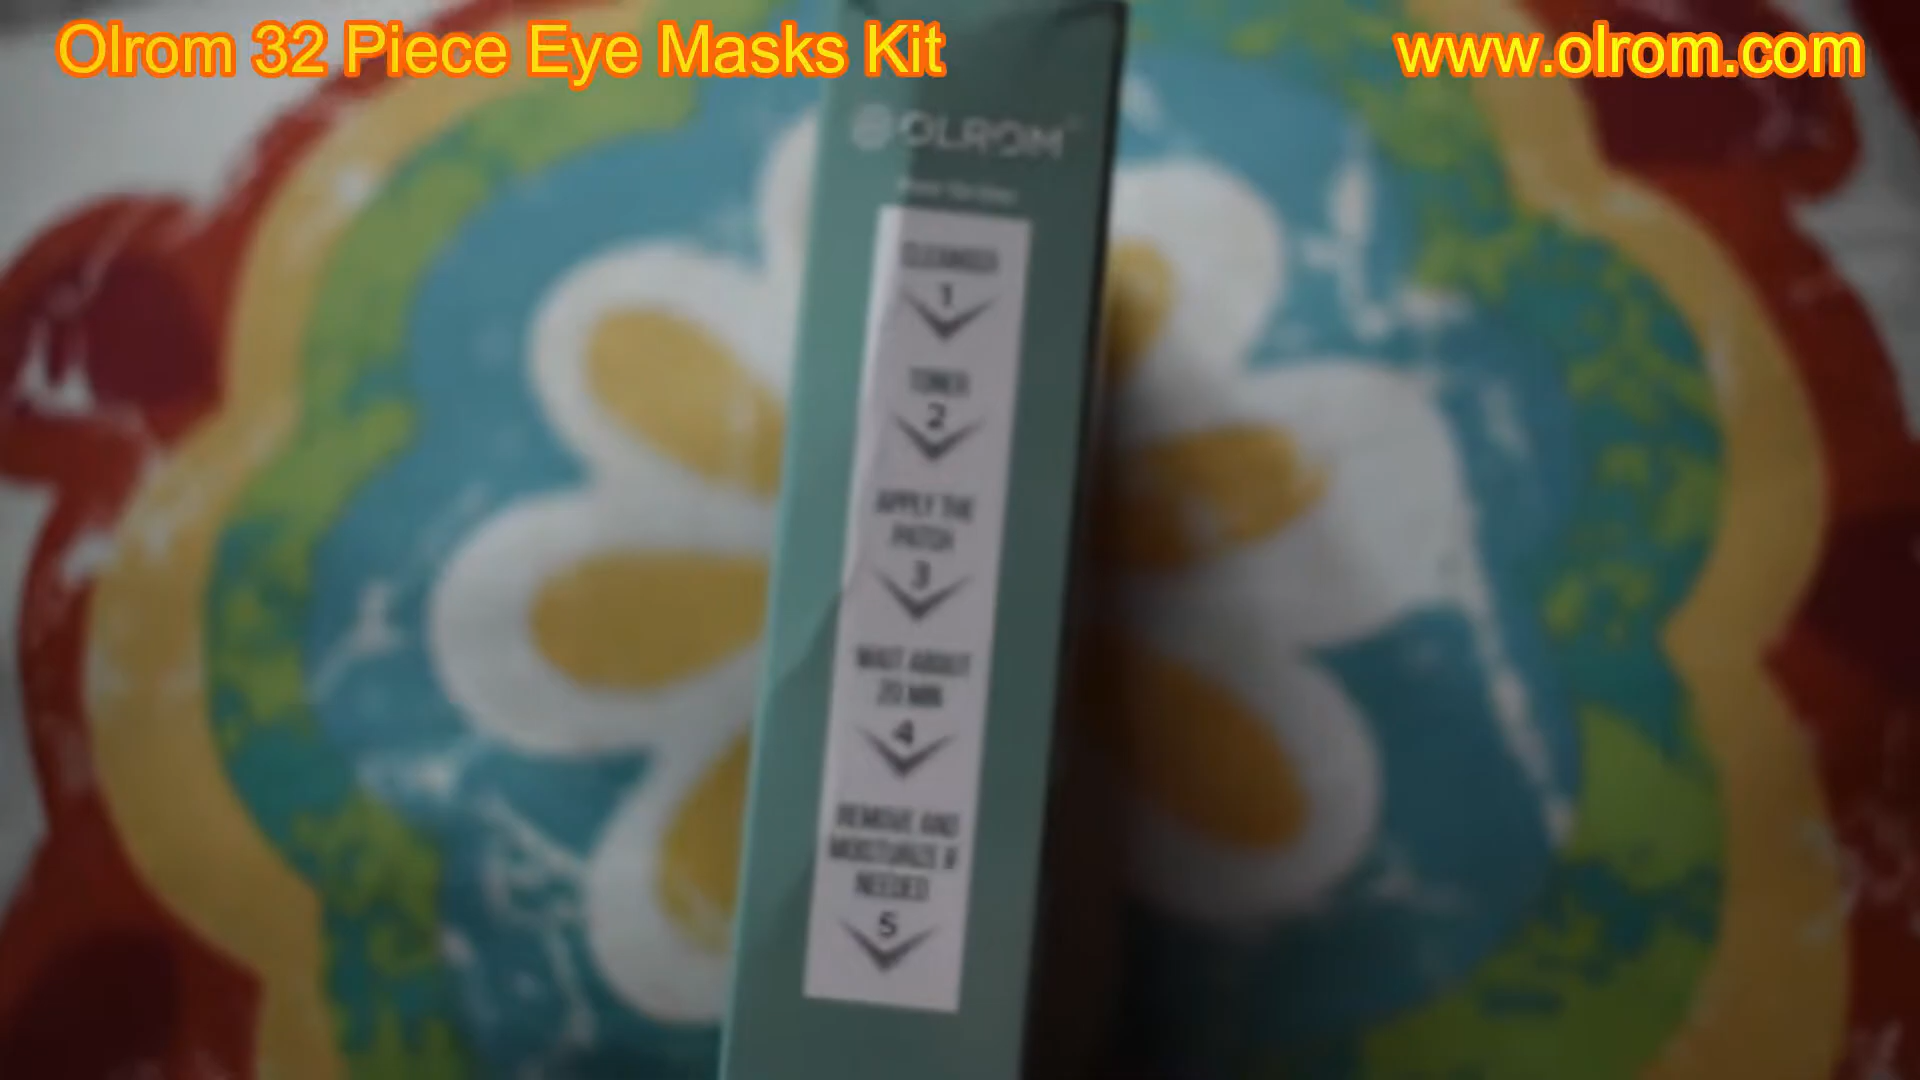 Olrom 32 Piece Eye Masks Kit
www.olrom.com
OLROM
CLEANSER
1
TONER
2
APPLY THE
PATCH
3
WAIT ABOUT
20 MIN
4
REMOVE AND
MOISTURIZE IF
NEEDED
5